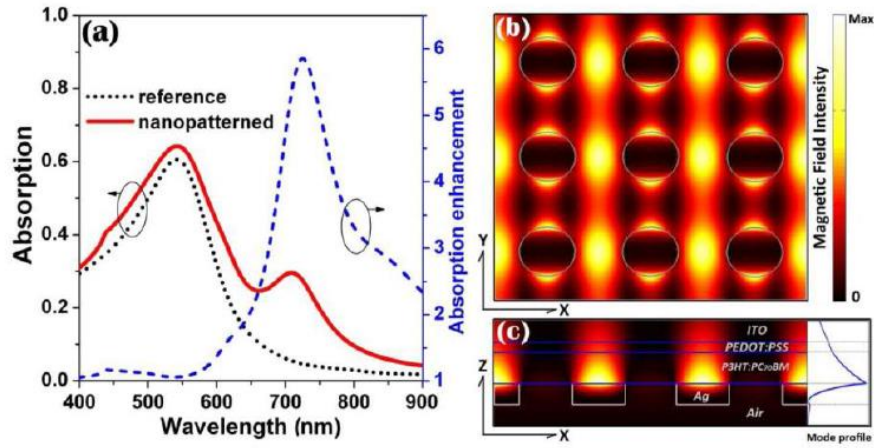 (a)
reference
nanopatterned
Absorption
1.0
0.8
0.6
0.4
0.2
0.0
400 500 600 700 800 900
Wavelength (nm)
6
5
4
3
2
1
Absorption enhancement
(b)
Y
X
Max
0
Magnetic Field Intensity
(c)
ITO
PEDOT:PSS
P3HT:PC₇₀BM
Ag
Air
Z
X
Mode profile